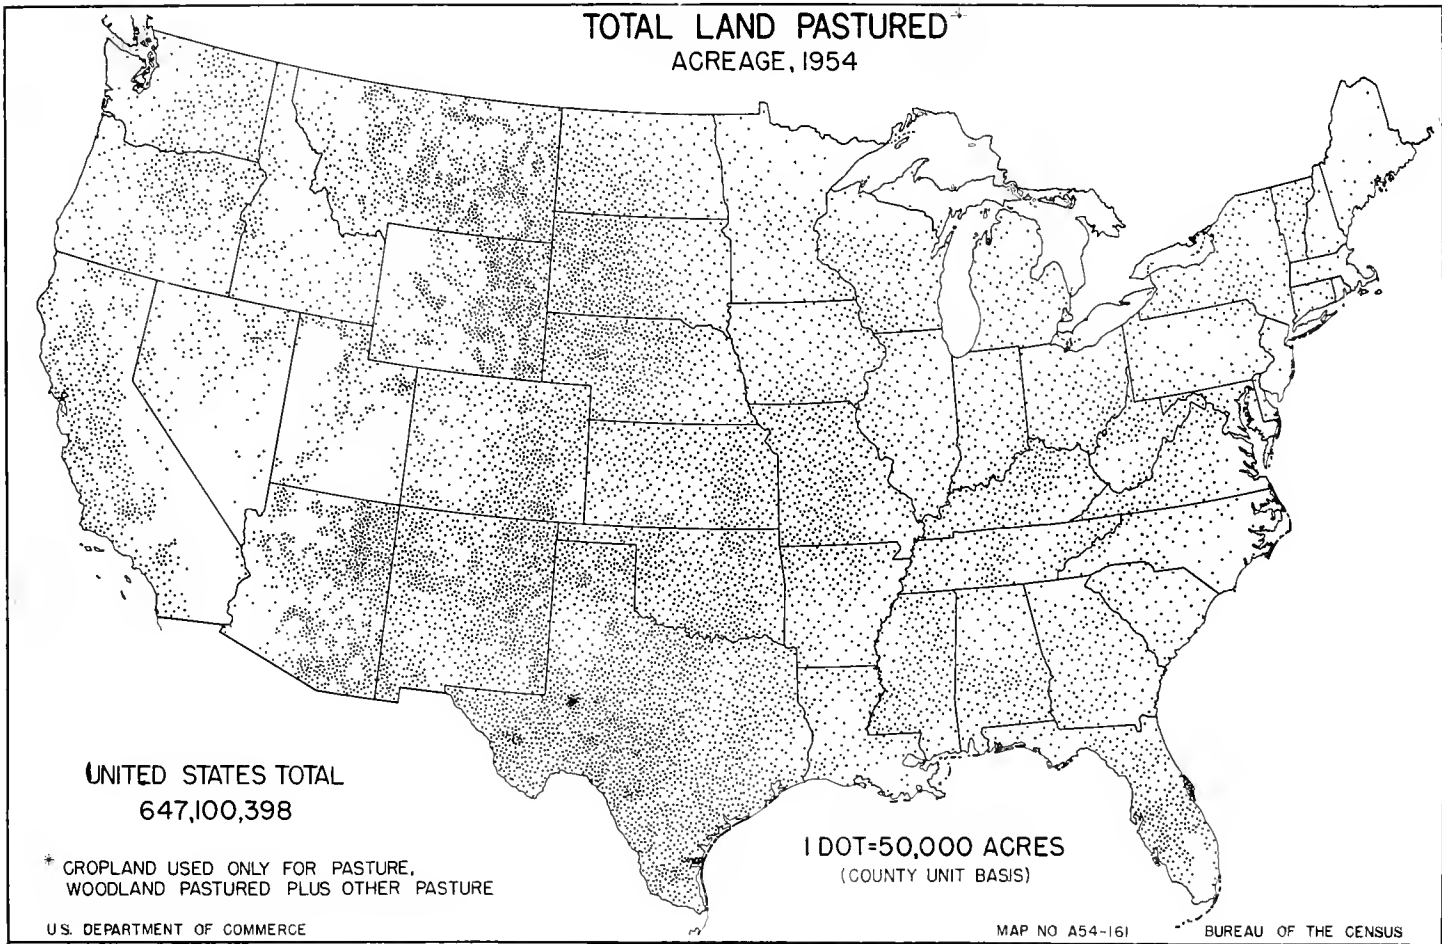 TOTAL LAND PASTURED*
ACREAGE, 1954
UNITED STATES TOTAL
647,100,398
* CROPLAND USED ONLY FOR PASTURE,
WOODLAND PASTURED PLUS OTHER PASTURE
1 DOT=50,000 ACRES
(COUNTY UNIT BASIS)
U.S. DEPARTMENT OF COMMERCE
MAP NO A54-161
BUREAU OF THE CENSUS